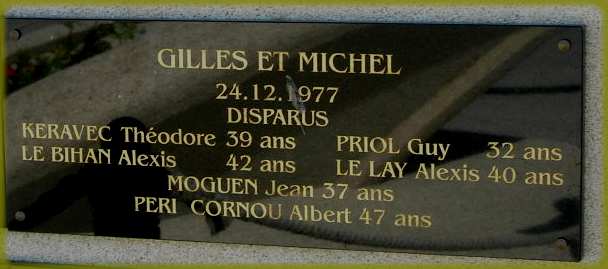 GILLES ET MICHEL
24.12.1977
DISPARUS
KERAVEC Théodore 39 ans PRIOL Guy 32 ans
LE BIHAN Alexis 42 ans LE LAY Alexis 40 ans
MOGUEN Jean 37 ans
PERI CORNOU Albert 47 ans